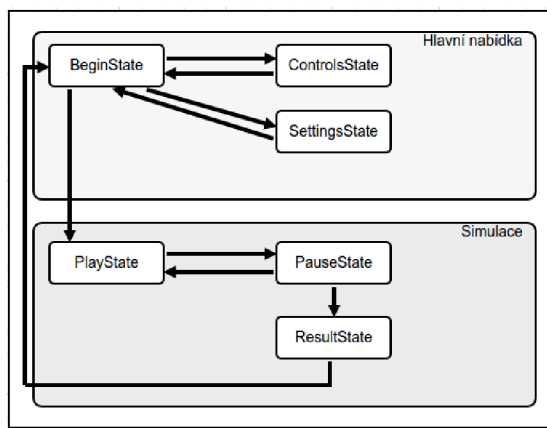 Hlavní nabídka
BeginState
ControlsState
SettingsState
Simulace
PlayState
PauseState
ResultState